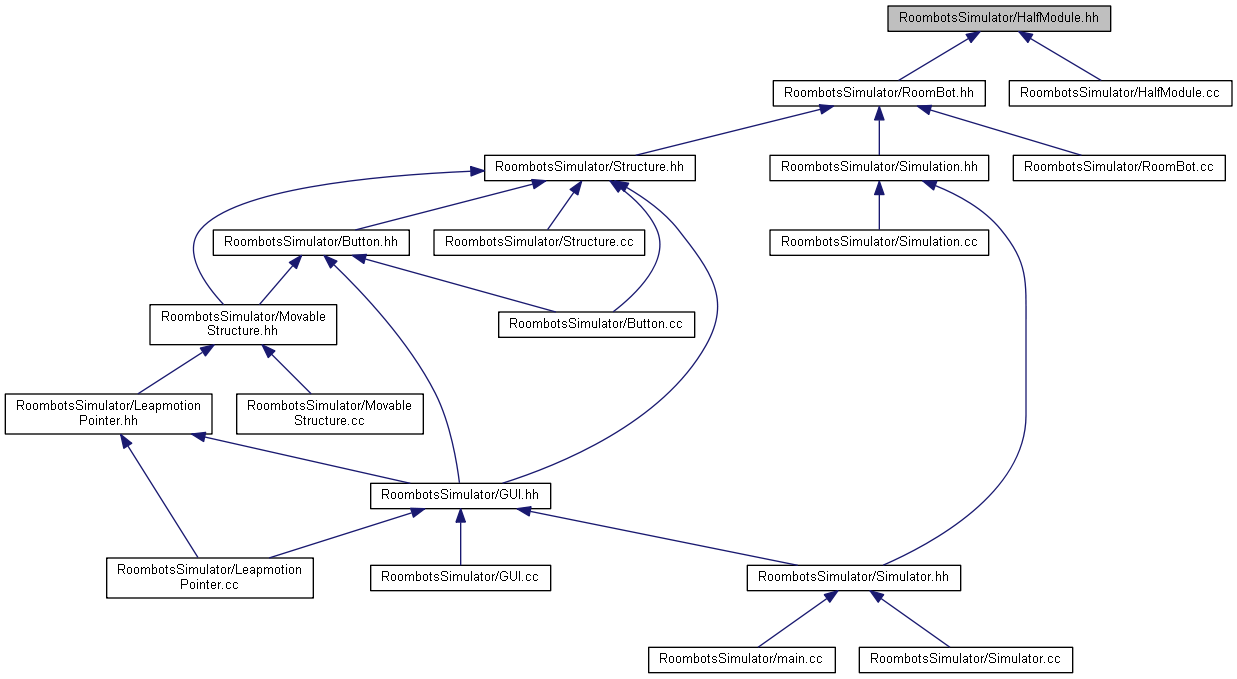 RoombotsSimulator/HalfModule.hh
RoombotsSimulator/RoomBot.hh
RoombotsSimulator/HalfModule.cc
RoombotsSimulator/Structure.hh
RoombotsSimulator/Simulation.hh
RoombotsSimulator/RoomBot.cc
RoombotsSimulator/Button.hh
RoombotsSimulator/Structure.cc
RoombotsSimulator/Simulation.cc
RoombotsSimulator/Movable
Structure.hh
RoombotsSimulator/Button.cc
RoombotsSimulator/Leapmotion
Pointer.hh
RoombotsSimulator/Movable
Structure.cc
RoombotsSimulator/GUI.hh
RoombotsSimulator/Leapmotion
Pointer.cc
RoombotsSimulator/GUI.cc
RoombotsSimulator/Simulator.hh
RoombotsSimulator/main.cc
RoombotsSimulator/Simulator.cc